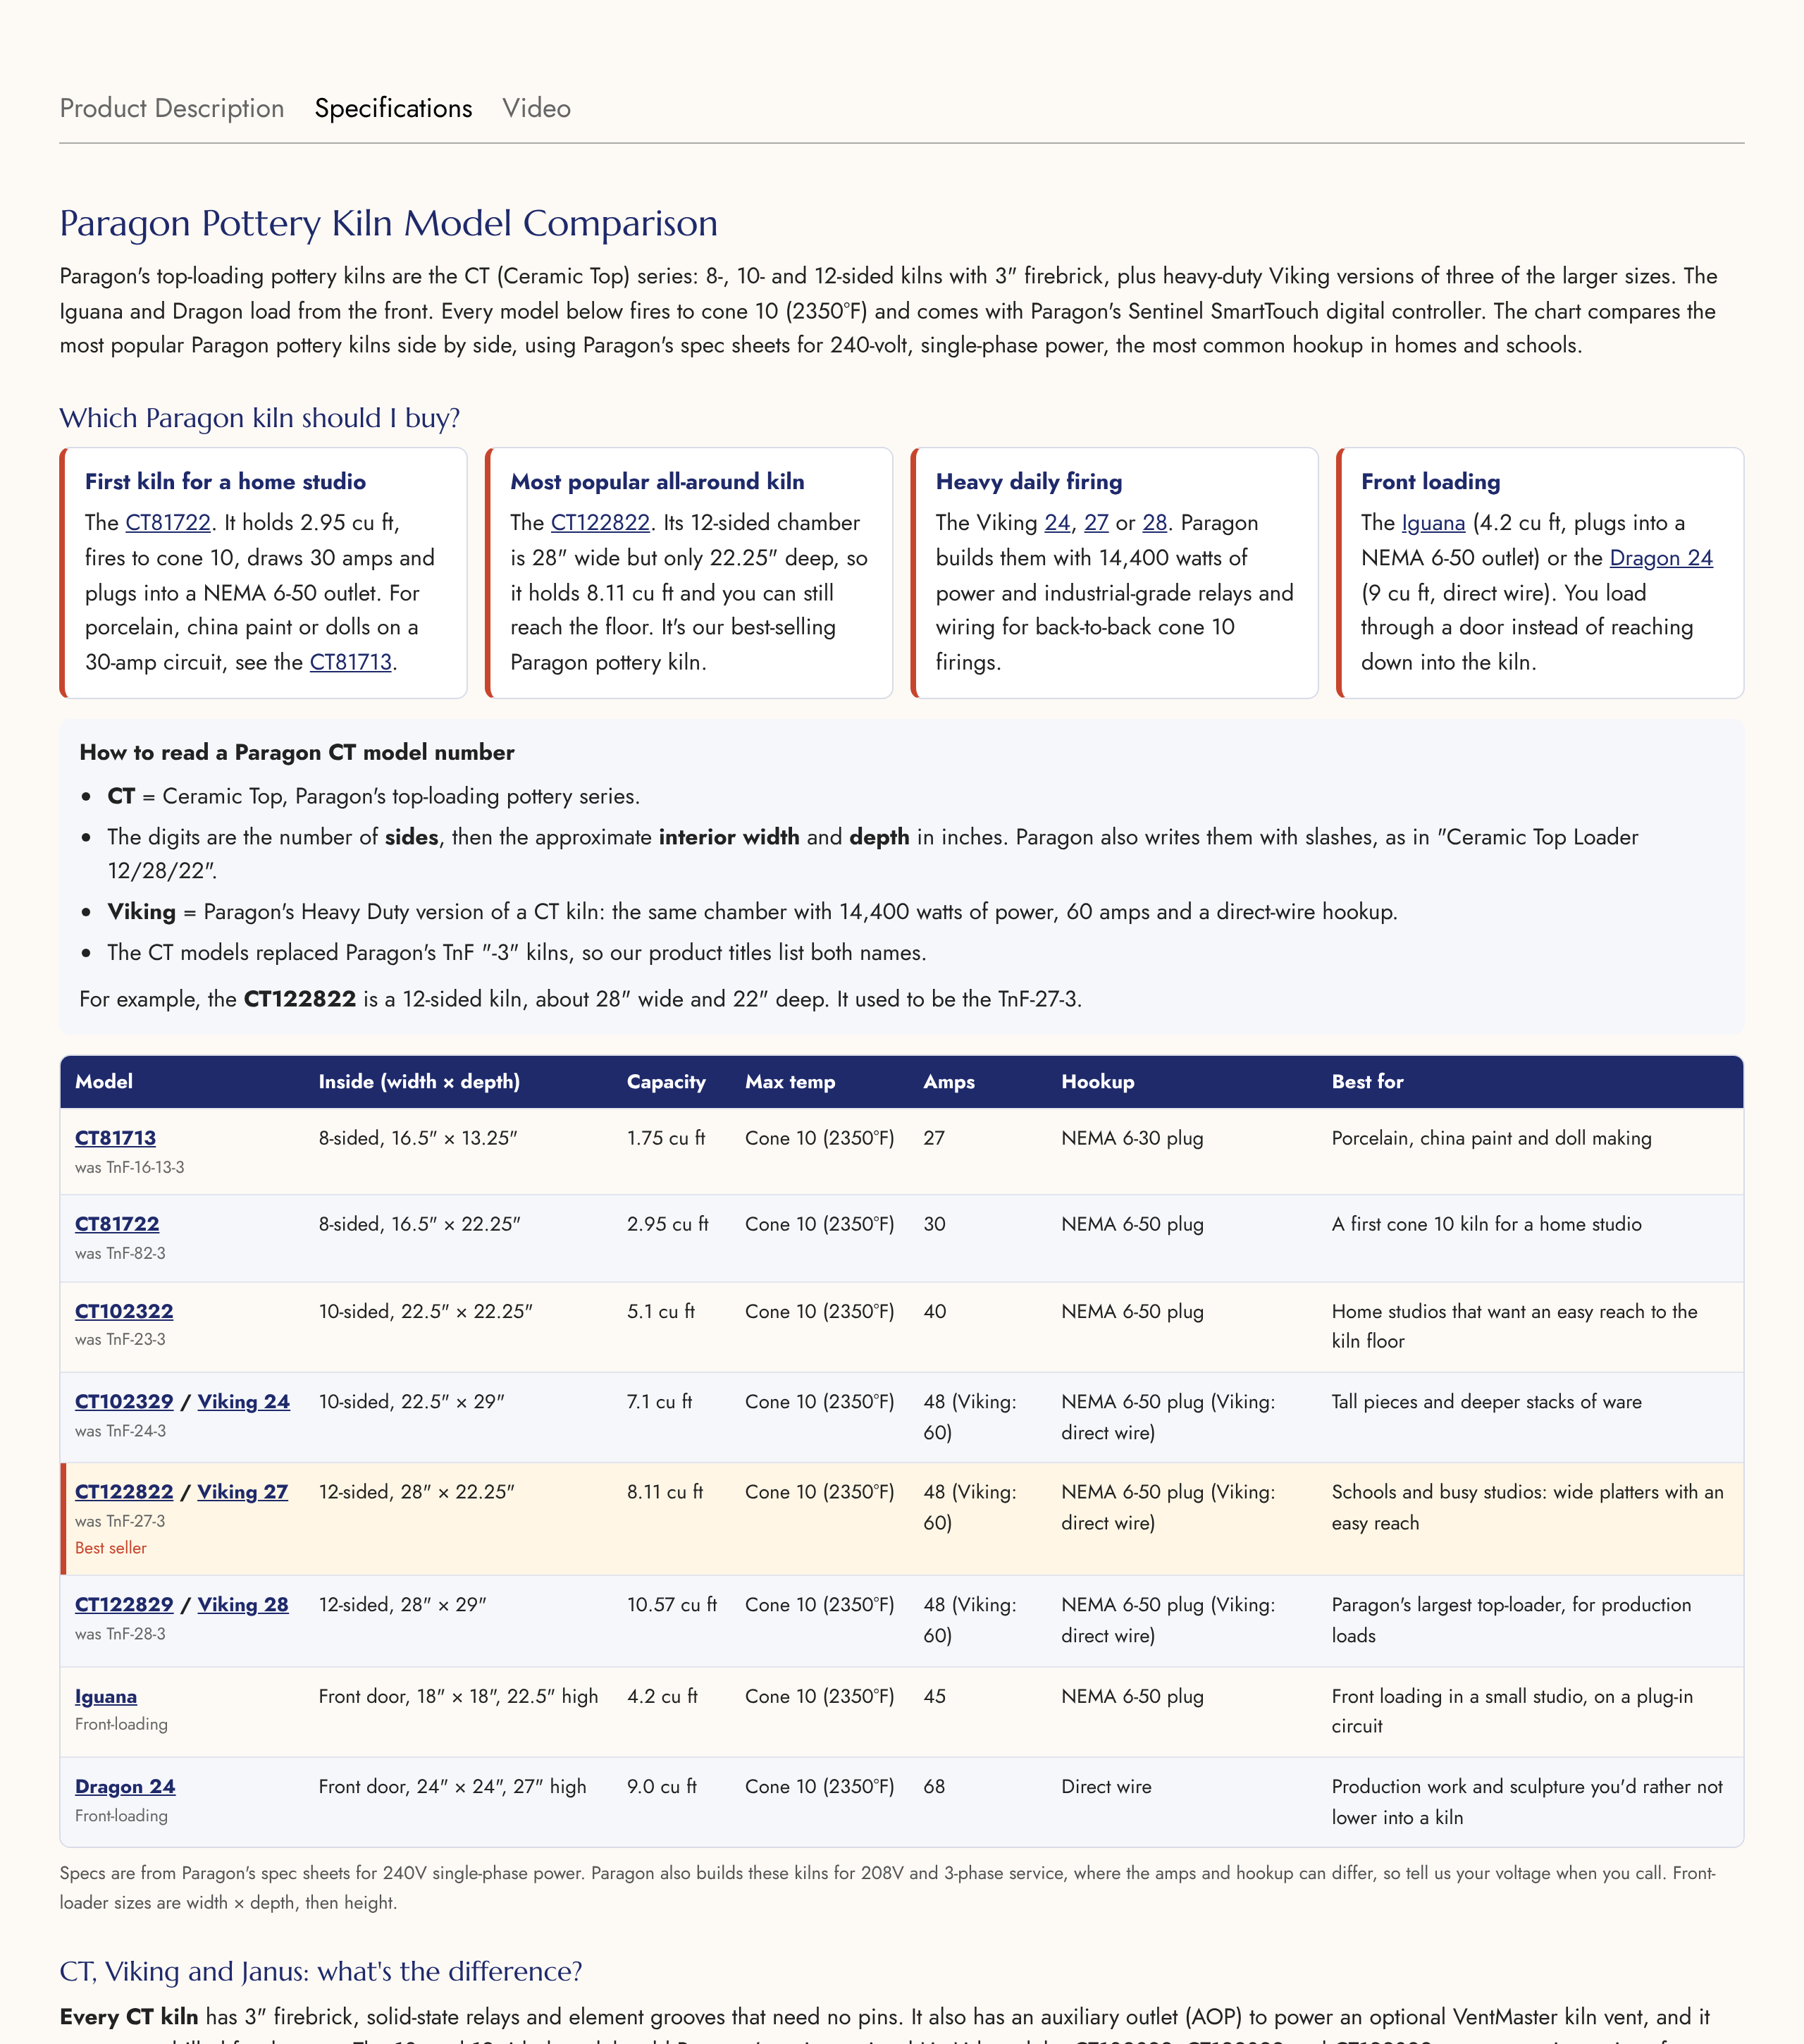 Product Description Specifications Video
Paragon Pottery Kiln Model Comparison
Paragon's top-loading pottery kilns are the CT (Ceramic Top) series: 8-, 10- and 12-sided kilns with 3" firebrick, plus heavy-duty Viking versions of three of the larger sizes. The
Iguana and Dragon load from the front. Every model below fires to cone 10 (2350°F) and comes with Paragon's Sentinel SmartTouch digital controller. The chart compares the
most popular Paragon pottery kilns side by side, using Paragon's spec sheets for 240-volt, single-phase power, the most common hookup in homes and schools.
Which Paragon kiln should I buy?
First kiln for a home studio
The CT81722. It holds 2.95 cu ft,
fires to cone 10, draws 30 amps and
plugs into a NEMA 6-50 outlet. For
porcelain, china paint or dolls on a
30-amp circuit, see the CT81713.
Most popular all-around kiln
The CT122822. Its 12-sided chamber
is 28" wide but only 22.25" deep, so
it holds 8.11 cu ft and you can still
reach the floor. It's our best-selling
Paragon pottery kiln.
Heavy daily firing
The Viking 24, 27 or 28. Paragon
builds them with 14,400 watts of
power and industrial-grade relays and
wiring for back-to-back cone 10
firings.
Front loading
The Iguana (4.2 cu ft, plugs into a
NEMA 6-50 outlet) or the Dragon 24
(9 cu ft, direct wire). You load
through a door instead of reaching
down into the kiln.
How to read a Paragon CT model number
• CT = Ceramic Top, Paragon's top-loading pottery series.
• The digits are the number of sides, then the approximate interior width and depth in inches. Paragon also writes them with slashes, as in "Ceramic Top Loader
12/28/22".
• Viking = Paragon's Heavy Duty version of a CT kiln: the same chamber with 14,400 watts of power, 60 amps and a direct-wire hookup.
• The CT models replaced Paragon's TnF "-3" kilns, so our product titles list both names.
For example, the CT122822 is a 12-sided kiln, about 28" wide and 22" deep. It used to be the TnF-27-3.
Model Inside (width × depth) Capacity Max temp Amps Hookup Best for
CT81713 8-sided, 16.5" × 13.25" 1.75 cu ft Cone 10 (2350°F) 27 NEMA 6-30 plug Porcelain, china paint and doll making
was TnF-16-13-3
CT81722 8-sided, 16.5" × 22.25" 2.95 cu ft Cone 10 (2350°F) 30 NEMA 6-50 plug A first cone 10 kiln for a home studio
was TnF-82-3
CT102322 10-sided, 22.5" × 22.25" 5.1 cu ft Cone 10 (2350°F) 40 NEMA 6-50 plug Home studios that want an easy reach to the
was TnF-23-3 kiln floor
CT102329 / Viking 24 10-sided, 22.5" × 29" 7.1 cu ft Cone 10 (2350°F) 48 (Viking: NEMA 6-50 plug (Viking: Tall pieces and deeper stacks of ware
was TnF-24-3 60) direct wire)
CT122822 / Viking 27 12-sided, 28" × 22.25" 8.11 cu ft Cone 10 (2350°F) 48 (Viking: NEMA 6-50 plug (Viking: Schools and busy studios: wide platters with an
was TnF-27-3 60) direct wire) easy reach
Best seller
CT122829 / Viking 28 12-sided, 28" × 29" 10.57 cu ft Cone 10 (2350°F) 48 (Viking: NEMA 6-50 plug (Viking: Paragon's largest top-loader, for production
was TnF-28-3 60) direct wire) loads
Iguana Front door, 18" × 18", 22.5" high 4.2 cu ft Cone 10 (2350°F) 45 NEMA 6-50 plug Front loading in a small studio, on a plug-in
Front-loading circuit
Dragon 24 Front door, 24" × 24", 27" high 9.0 cu ft Cone 10 (2350°F) 68 Direct wire Production work and sculpture you'd rather not
Front-loading lower into a kiln
Specs are from Paragon's spec sheets for 240V single-phase power. Paragon also builds these kilns for 208V and 3-phase service, where the amps and hookup can differ, so tell us your voltage when you call. Front-
loader sizes are width × depth, then height.
CT, Viking and Janus: what's the difference?
Every CT kiln has 3" firebrick, solid-state relays and element grooves that need no pins. It also has an auxiliary outlet (AOP) to power an optional VentMaster kiln vent, and it